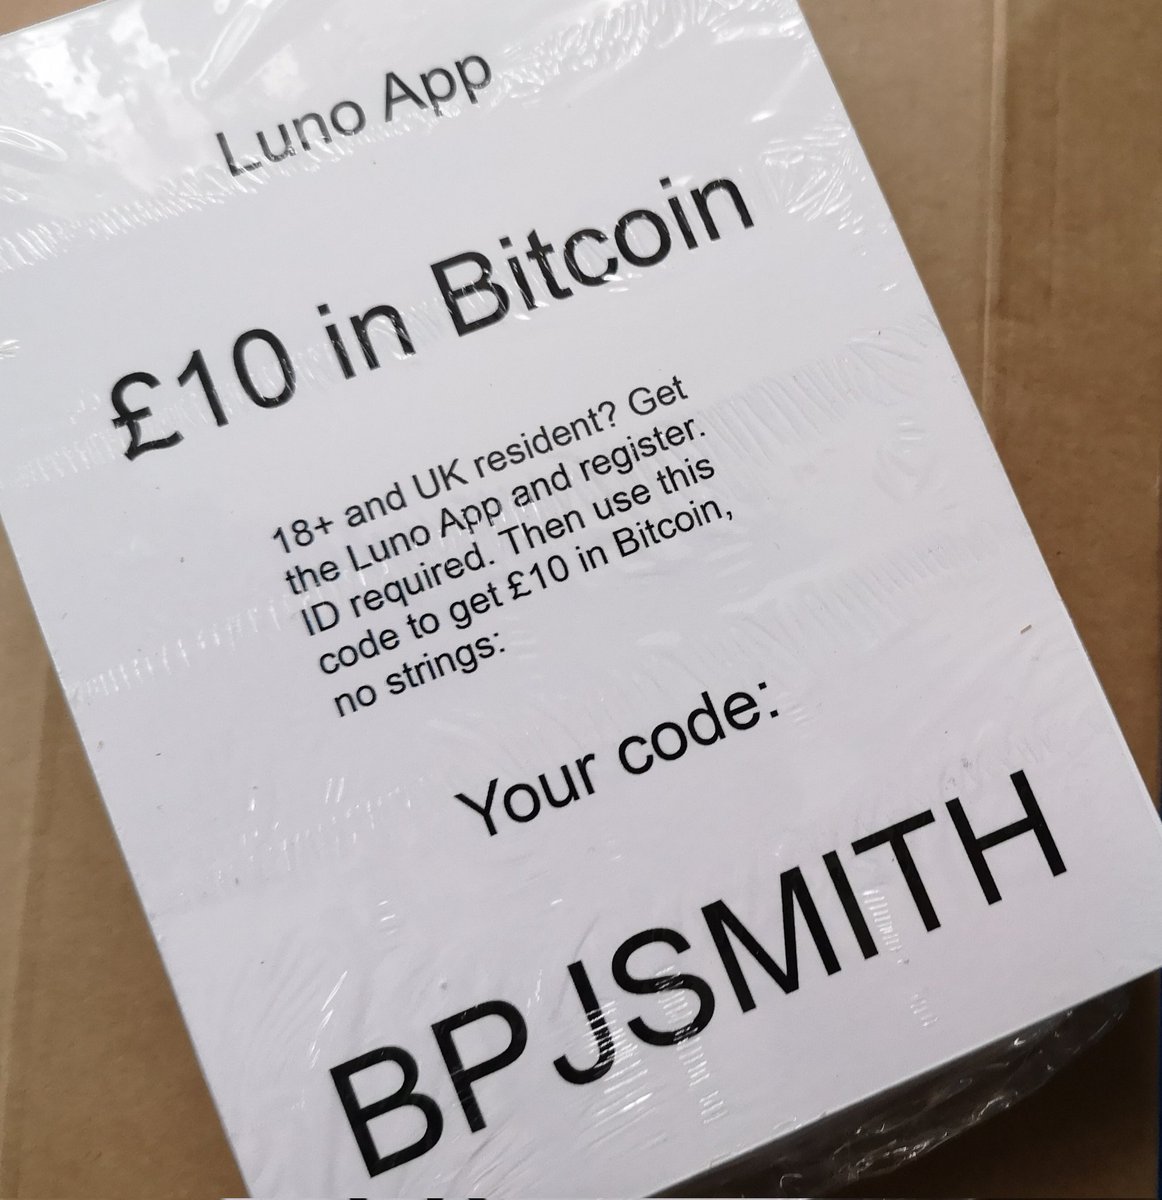 Luno App
£10 in Bitcoin
18+ and UK resident? Get
the Luno App and register.
ID required. Then use this
code to get £10 in Bitcoin,
no strings:
Your code:
BPJSMITH